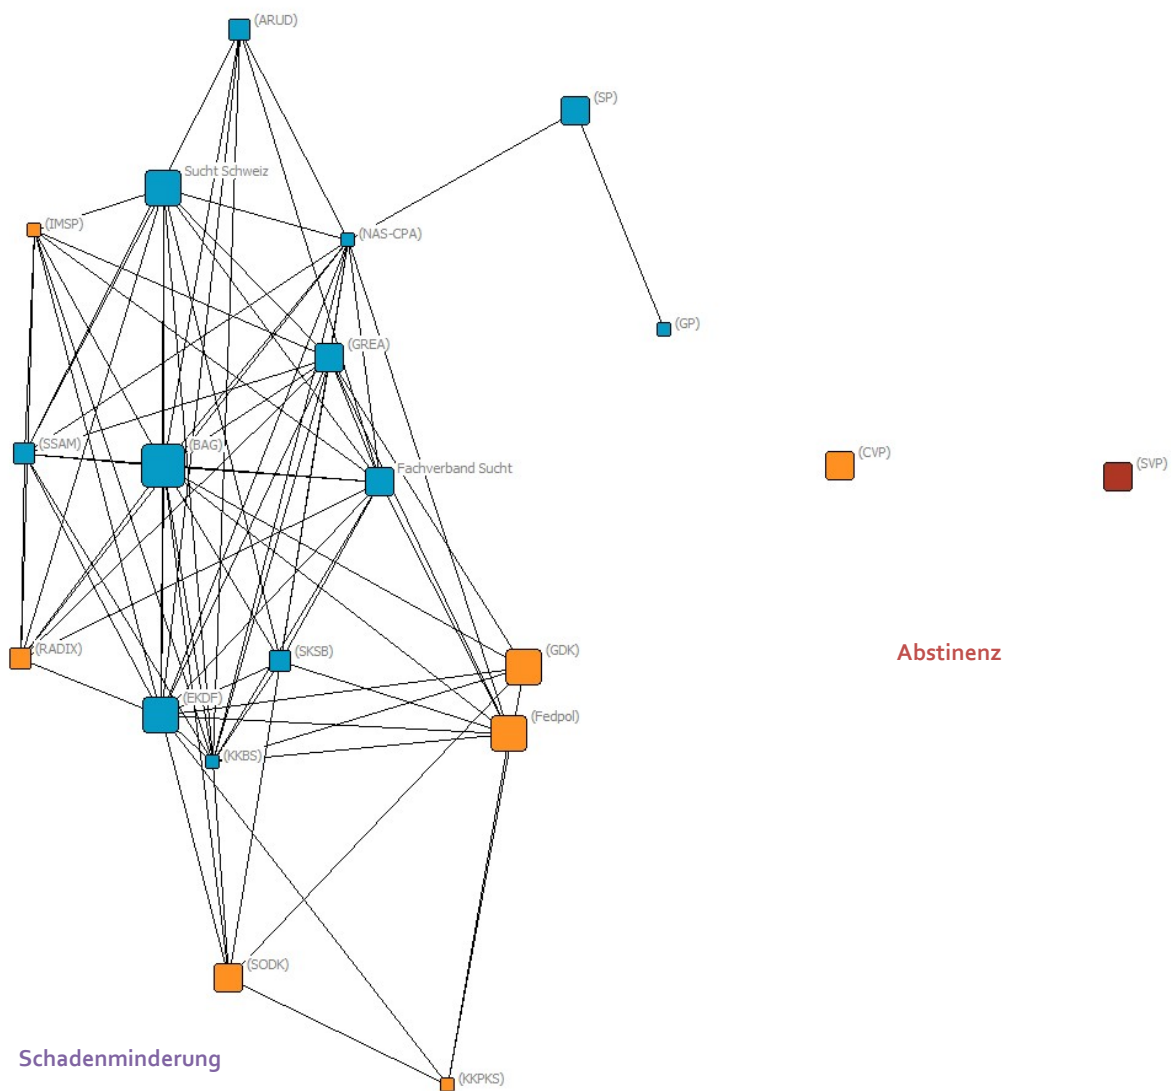 (ARUD)
(SP)
Sucht Schweiz
(IMSP)
(NAS-CPA)
(GP)
(GREA)
(SSAM)
(BAG)
(CVP)
(SVP)
Fachverband Sucht
(RADIX)
(SKSB)
(GDK)
Abstinenz
(EKDF)
(Fedpol)
(KKBS)
(SODK)
Schadenminderung
(KKPKS)